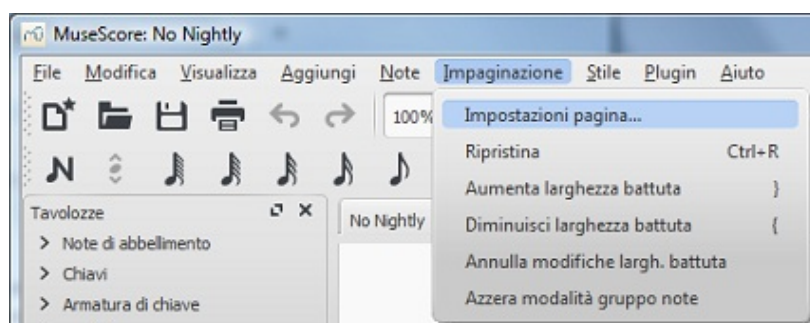 MuseScore: No Nightly
File Modifica Visualizza Aggiungi Note Impaginazione Stile Plugin Aiuto
100%
Impostazioni pagina...
Ripristina Ctrl+R
Aumenta larghezza battuta }
Diminuisci larghezza battuta {
Annulla modifiche largh. battuta
Azzera modalità gruppo note
N
Tavolozze
Note di abbellimento
Chiavi
Armatura di chiave
No Nightly